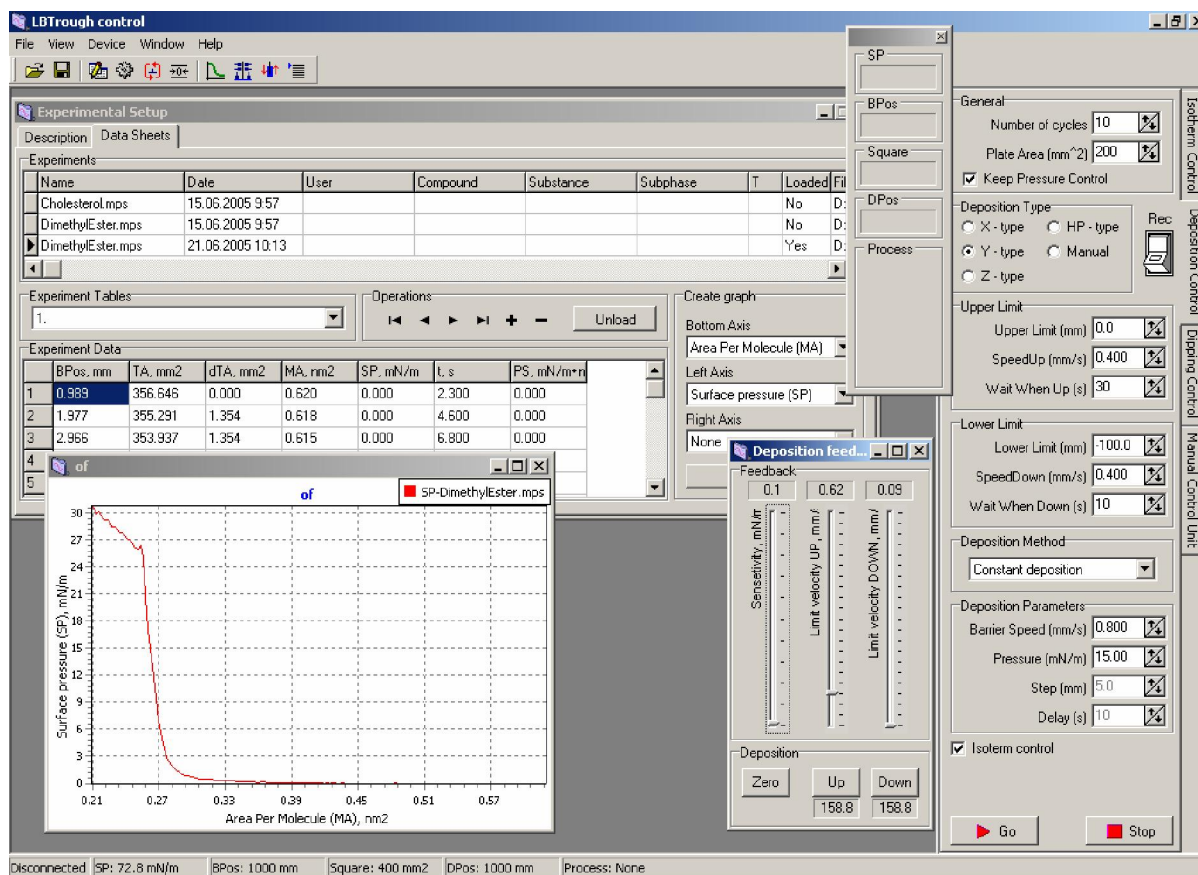 LBTrough control
File View Device Window Help
Experimental Setup
Description Data Sheets
Experiments
Name Date User Compound Substance Subphase T Loaded Fil
Cholesterol.mps 15.06.2005 9:57 No D:
DimethylEster.mps 15.06.2005 9:57 No D:
DimethylEster.mps 21.06.2005 10:13 Yes D:
Experiment Tables
1.
Operations
Unload
Create graph
Bottom Axis
Area Per Molecule (MA)
Left Axis
Surface pressure (SP)
Right Axis
None
Experiment Data
BPos, mm TA, mm2 dTA, mm2 MA, nm2 SP, mN/m t, s PS, mN/m*n
1 0.989 356.646 0.000 0.620 0.000 2.300 0.000
2 1.977 355.291 1.354 0.618 0.000 4.600 0.000
3 2.966 353.937 1.354 0.615 0.000 6.800 0.000
4
5
of
of
SP-DimethylEster.mps
Surface pressure (SP), mN/m
30
27
24
21
18
15
12
9
6
3
0
0.21 0.27 0.33 0.39 0.45 0.51 0.57
Area Per Molecule (MA), nm2
SP
BPos
Square
DPos
Process
Deposition feed...
Feedback
0.1 0.62 0.09
Sensetivity, mN/r
Limit velocity UP, mm/
Limit velocity DOWN, mm/
Deposition
Zero Up Down
158.8 158.8
General
Number of cycles 10
Plate Area (mm^2) 200
Keep Pressure Control
Deposition Type
X - type HP - type
Y - type Manual
Z - type
Rec
Upper Limit
Upper Limit (mm) 0.0
SpeedUp (mm/s) 0.400
Wait When Up (s) 30
Lower Limit
Lower Limit (mm) -100.0
SpeedDown (mm/s) 0.400
Wait When Down (s) 10
Deposition Method
Constant deposition
Deposition Parameters
Barrier Speed (mm/s) 0.800
Pressure (mN/m) 15.00
Step (mm) 5.0
Delay (s) 10
Isoterm control
Go Stop
Isotherm Control
Deposition Control
Dipping Control
Manual Control Unit
Disconnected SP: 72.8 mN/m BPos: 1000 mm Square: 400 mm2 DPos: 1000 mm Process: None